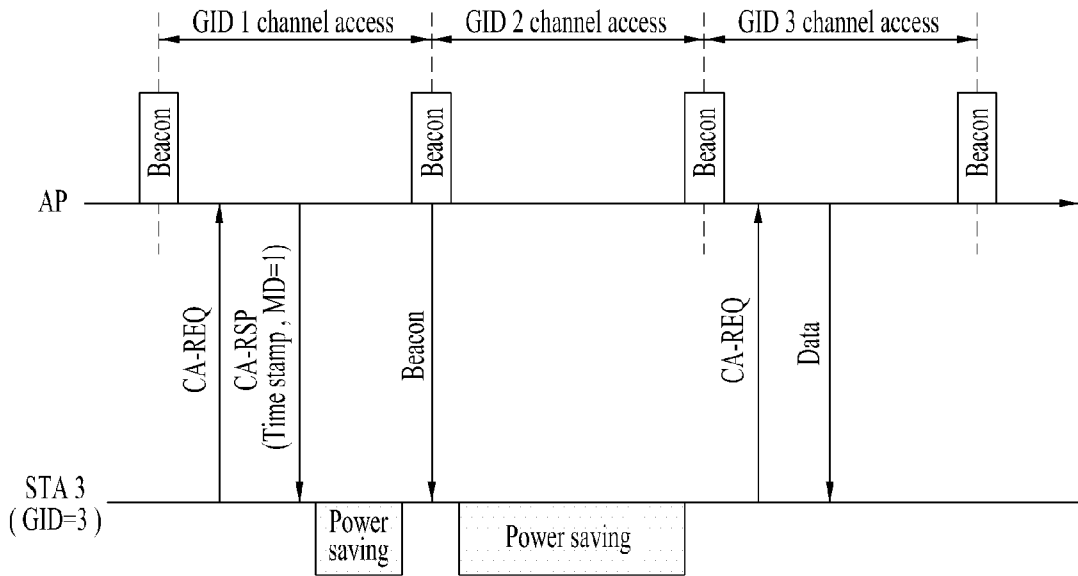 GID 1 channel access
GID 2 channel access
GID 3 channel access
Beacon
Beacon
Beacon
Beacon
AP
CA-REQ
CA-RSP
(Time stamp , MD=1)
Beacon
CA-REQ
Data
STA 3
( GID=3)
Power
saving
Power saving